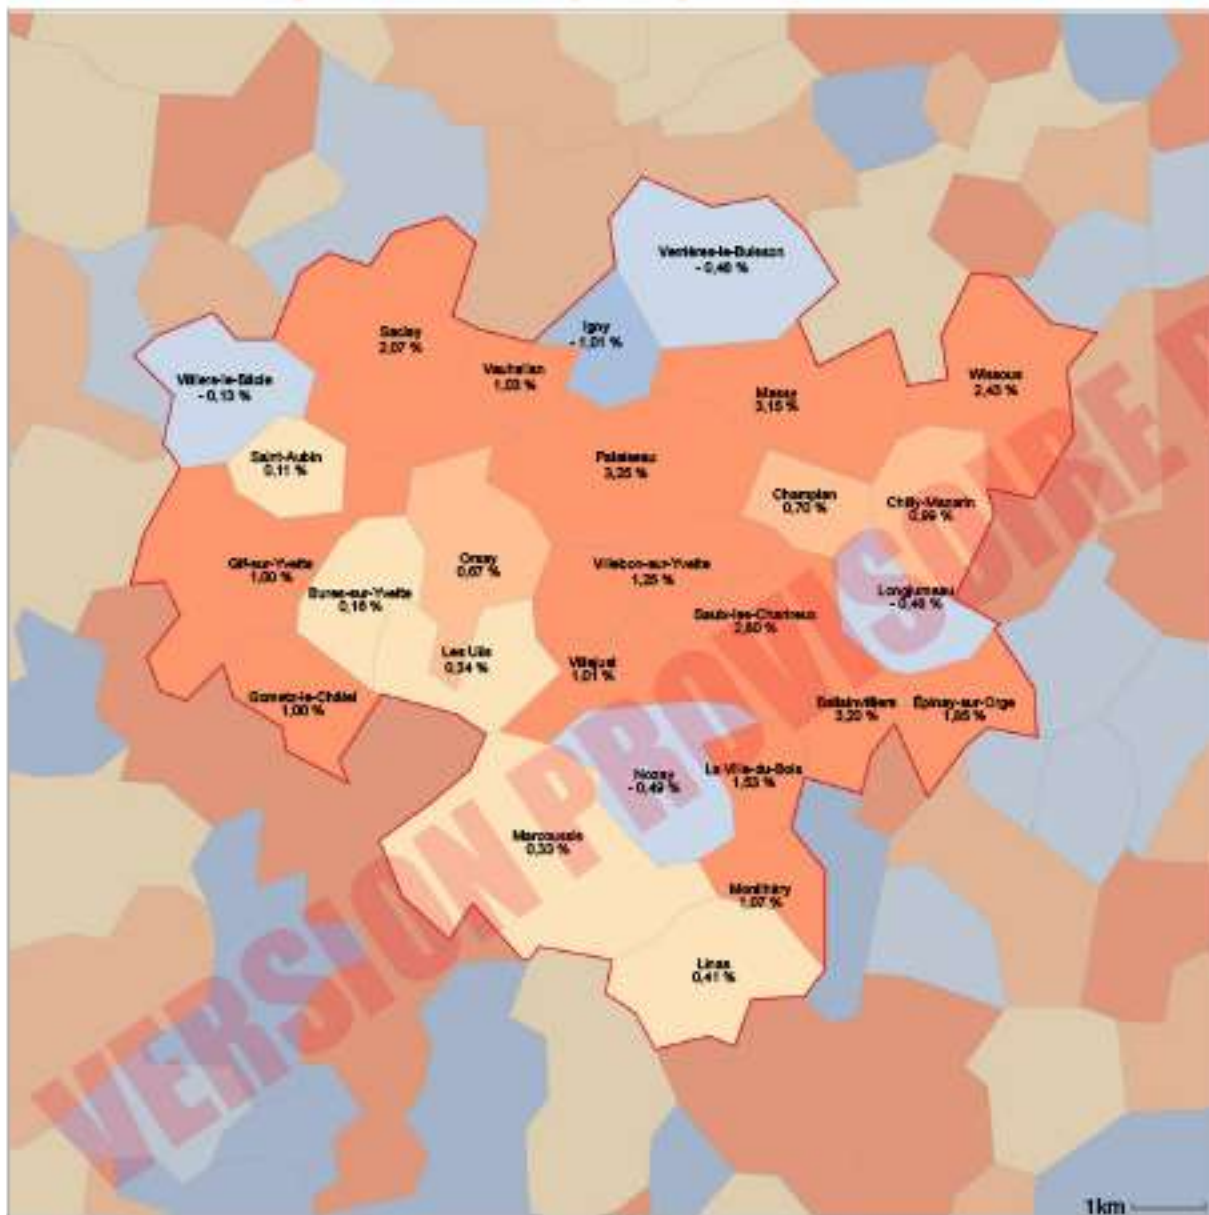 Verrières-le-Buisson
- 0,48 %
Igny
- 1,01 %
Saclay
2,07 %
Vauhallan
1,03 %
Wissous
2,43 %
Villiers-le-Bâcle
- 0,13 %
Massy
3,15 %
Saint-Aubin
0,11 %
Palaiseau
3,25 %
Champlan
0,70 %
Chilly-Mazarin
0,99 %
Gif-sur-Yvette
1,00 %
Orsay
0,67 %
Villebon-sur-Yvette
1,25 %
Bures-sur-Yvette
0,16 %
Longjumeau
- 0,48 %
Saulx-les-Chartreux
2,80 %
Les Ulis
0,34 %
Villejust
1,01 %
Gometz-le-Châtel
1,00 %
Ballainvilliers
3,20 %
Épinay-sur-Orge
1,85 %
Nozay
- 0,49 %
La Ville-du-Bois
1,53 %
Marcoussis
0,33 %
Montlhéry
1,07 %
Linas
0,41 %
VERSION PROVISOIRE
1km